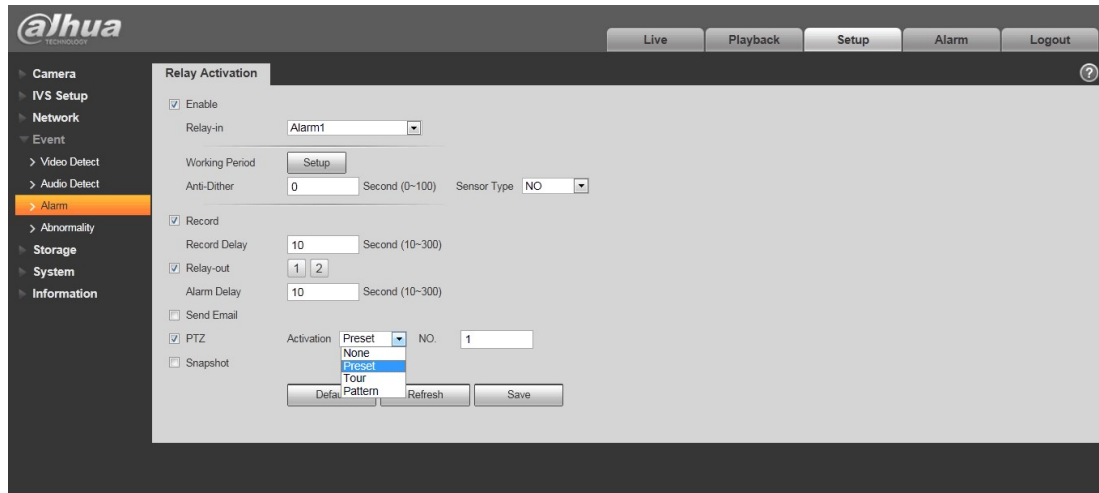 alhua
TECHNOLOGY
Live
Playback
Setup
Alarm
Logout
Camera
IVS Setup
Network
Event
> Video Detect
> Audio Detect
> Alarm
> Abnormality
Storage
System
Information
Relay Activation
?
Enable
Relay-in Alarm1
Working Period Setup
Anti-Dither 0 Second (0~100) Sensor Type NO
Record
Record Delay 10 Second (10~300)
Relay-out 1 2
Alarm Delay 10 Second (10~300)
Send Email
PTZ Activation Preset NO. 1
None
Preset
Tour
Pattern
Snapshot
Refresh Save